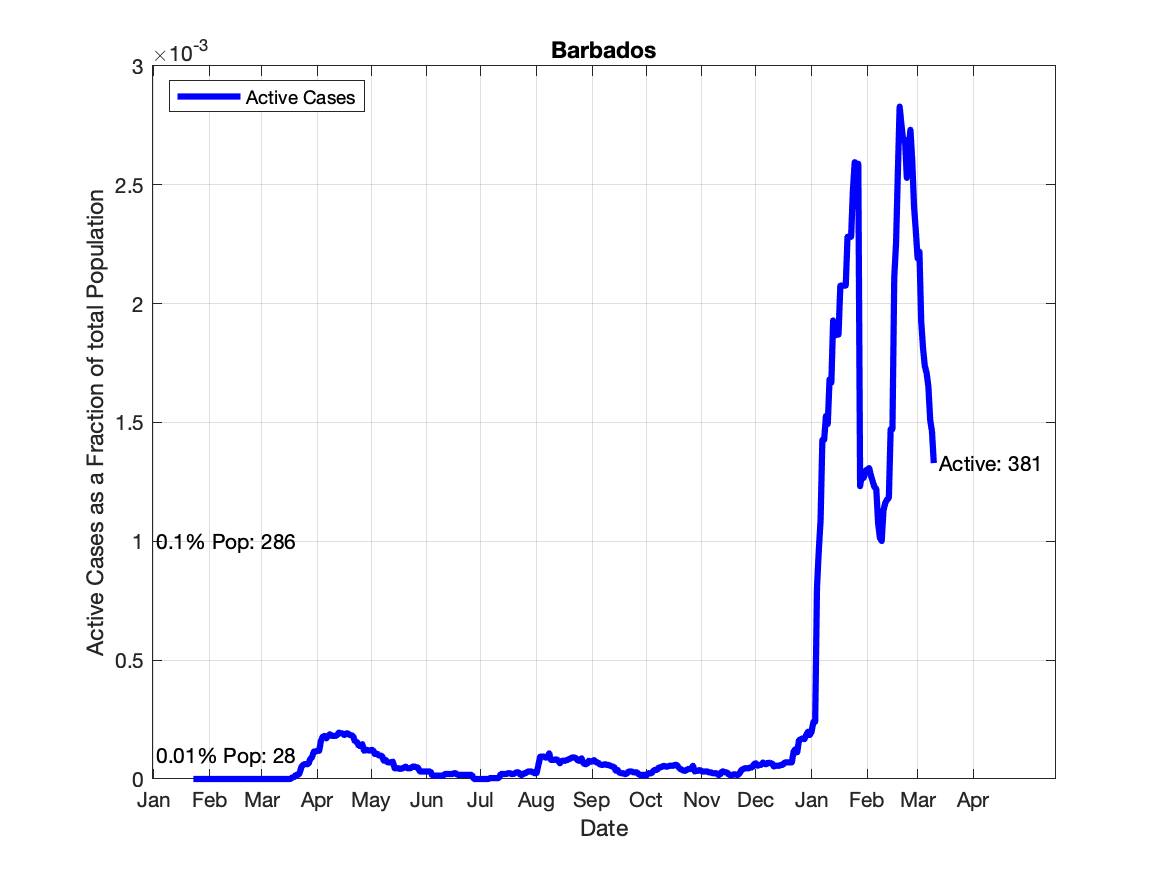 Barbados
×10-3
Active Cases
3
2.5
2
1.5
1
0.5
0
Active Cases as a Fraction of total Population
Active: 381
0.1% Pop: 286
0.01% Pop: 28
Jan Feb Mar Apr May Jun Jul Aug Sep Oct Nov Dec Jan Feb Mar Apr
Date